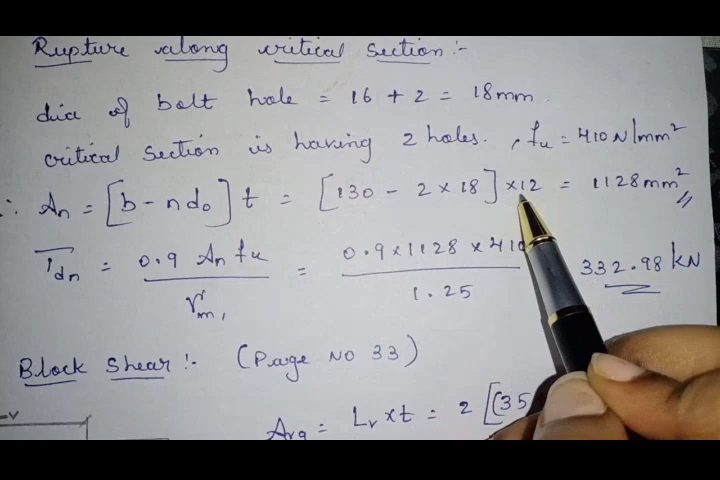 Rupture along critical section:-
dia of bolt hole = 16 + 2 = 18mm.
critical section is having 2 holes. , fu = 410 N/mm²
∴ An = [b - n do] t = [130 - 2 x 18] x 12 = 1128mm²
Tdn = 0.9 An fu / γm1 = 0.9 x 1128 x 410 / 1.25 332.98 kN
Block Shear:- (Page NO 33)
-v
Avg = Lv x t = 2 [(35